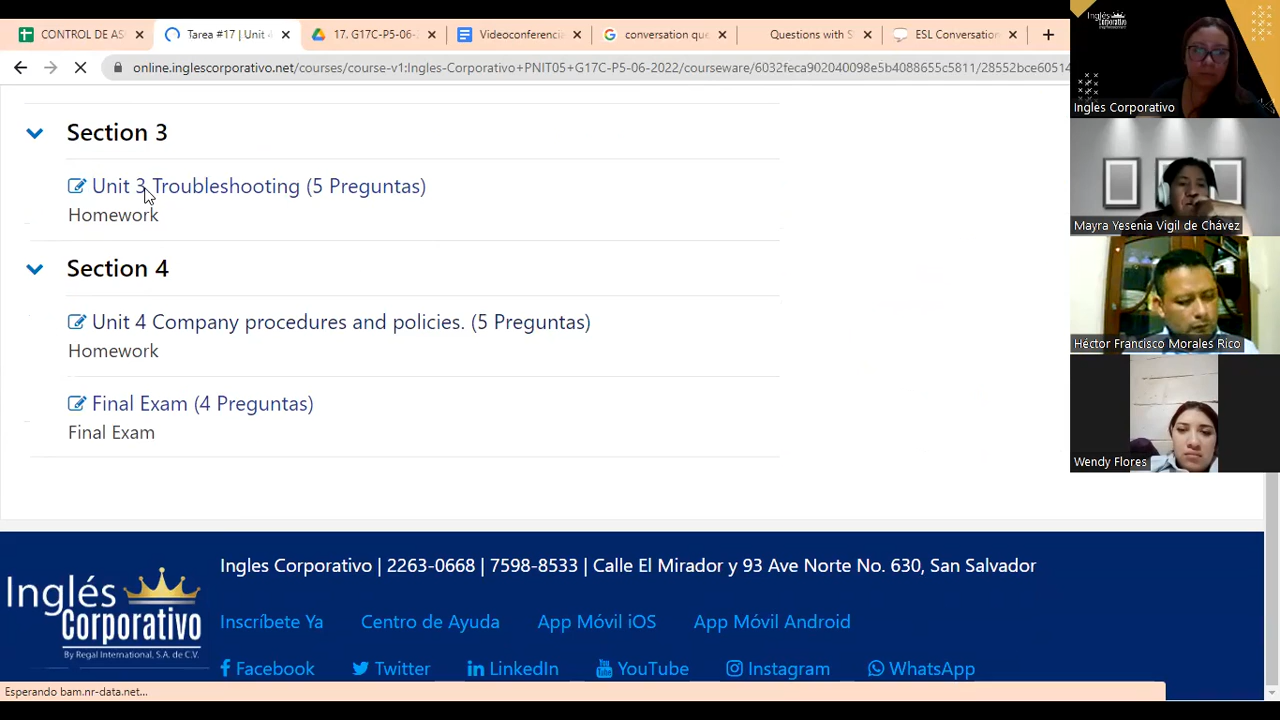 CONTROL DE AS
Tarea #17 | Unit
17. G17C-P5-0
Videoconferenci
conversation que
Questions with S
ESL Conversation
online.inglescorporativo.net/courses/course-v1:Ingles-Corporativo+PNIT05+G17C-P5-06-2022/courseware/6032feca902040098e5b4088655c5811/28552bce60514
Section 3
Unit 3 Troubleshooting (5 Preguntas)
Homework
Section 4
Unit 4 Company procedures and policies. (5 Preguntas)
Homework
Final Exam (4 Preguntas)
Final Exam
Inglés
Corporativo
By Regal International, S.A. de C.V.
Ingles Corporativo | 2263-0668 | 7598-8533 | Calle El Mirador y 93 Ave Norte No. 630, San Salvador
Inscríbete Ya
Centro de Ayuda
App Móvil iOS
App Móvil Android
Facebook
Twitter
LinkedIn
YouTube
Instagram
WhatsApp
Esperando bam.nr-data.net...
Inglés
Corporativo
Ingles Corporativo
Mayra Yesenia Vigil de Chávez
Héctor Francisco Morales Rico
Wendy Flores